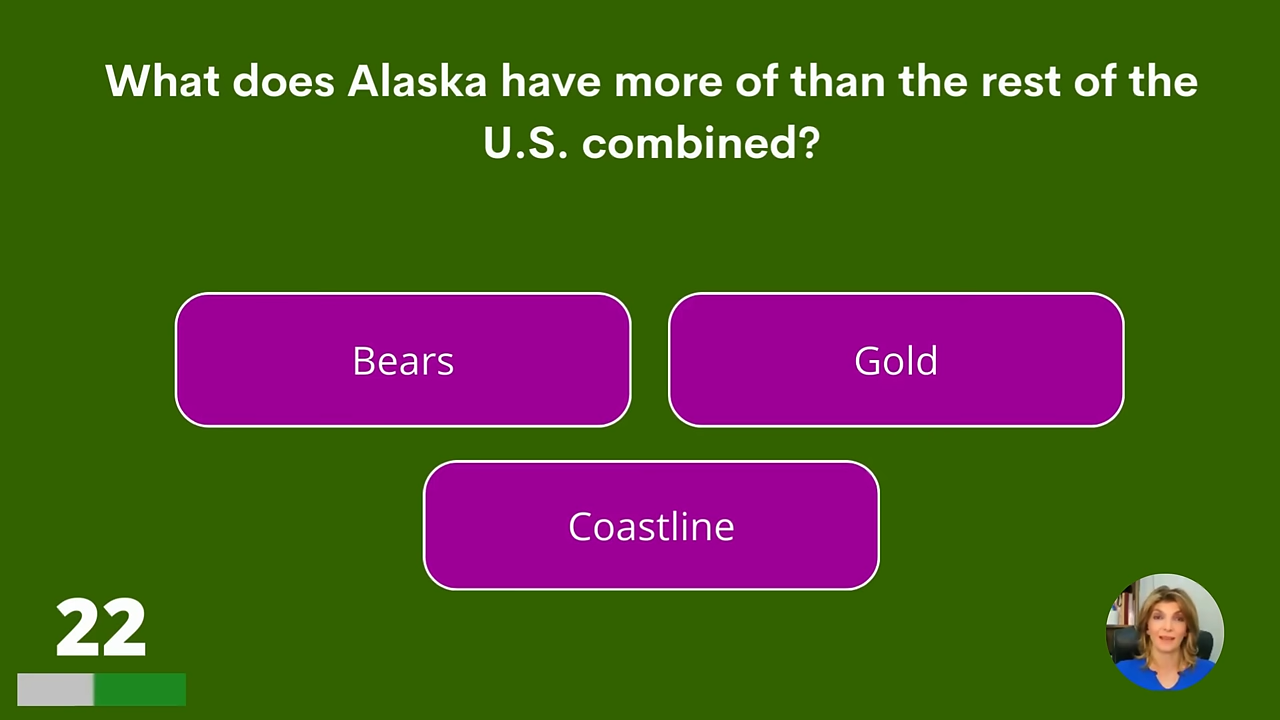 What does Alaska have more of than the rest of the
U.S. combined?
Bears
Gold
Coastline
22